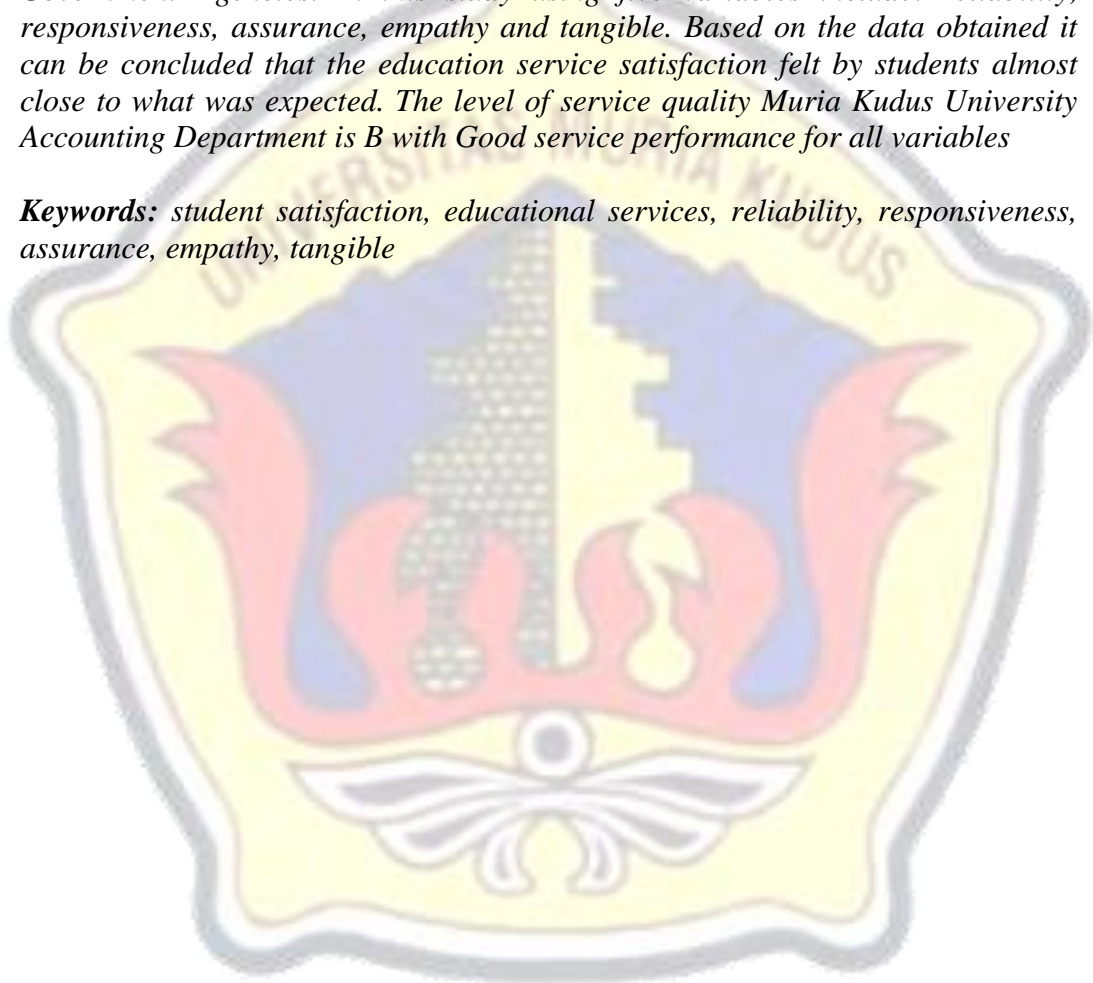 responsiveness, assurance, empathy and tangible. Based on the data obtained it
can be concluded that the education service satisfaction felt by students almost
close to what was expected. The level of service quality Muria Kudus University
Accounting Department is B with Good service performance for all variables
Keywords: student satisfaction, educational services, reliability, responsiveness,
assurance, empathy, tangible
UNIVERSITAS MURIA KUDUS